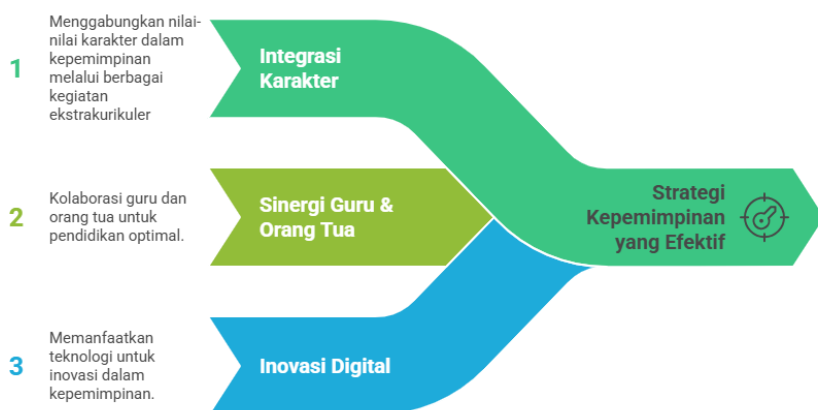 1
Menggabungkan nilai-
nilai karakter dalam
kepemimpinan
melalui berbagai
kegiatan
ekstrakurikuler
Integrasi
Karakter
2
Kolaborasi guru dan
orang tua untuk
pendidikan optimal.
Sinergi Guru &
Orang Tua
3
Memanfaatkan
teknologi untuk
inovasi dalam
kepemimpinan.
Inovasi Digital
Strategi
Kepemimpinan
yang Efektif